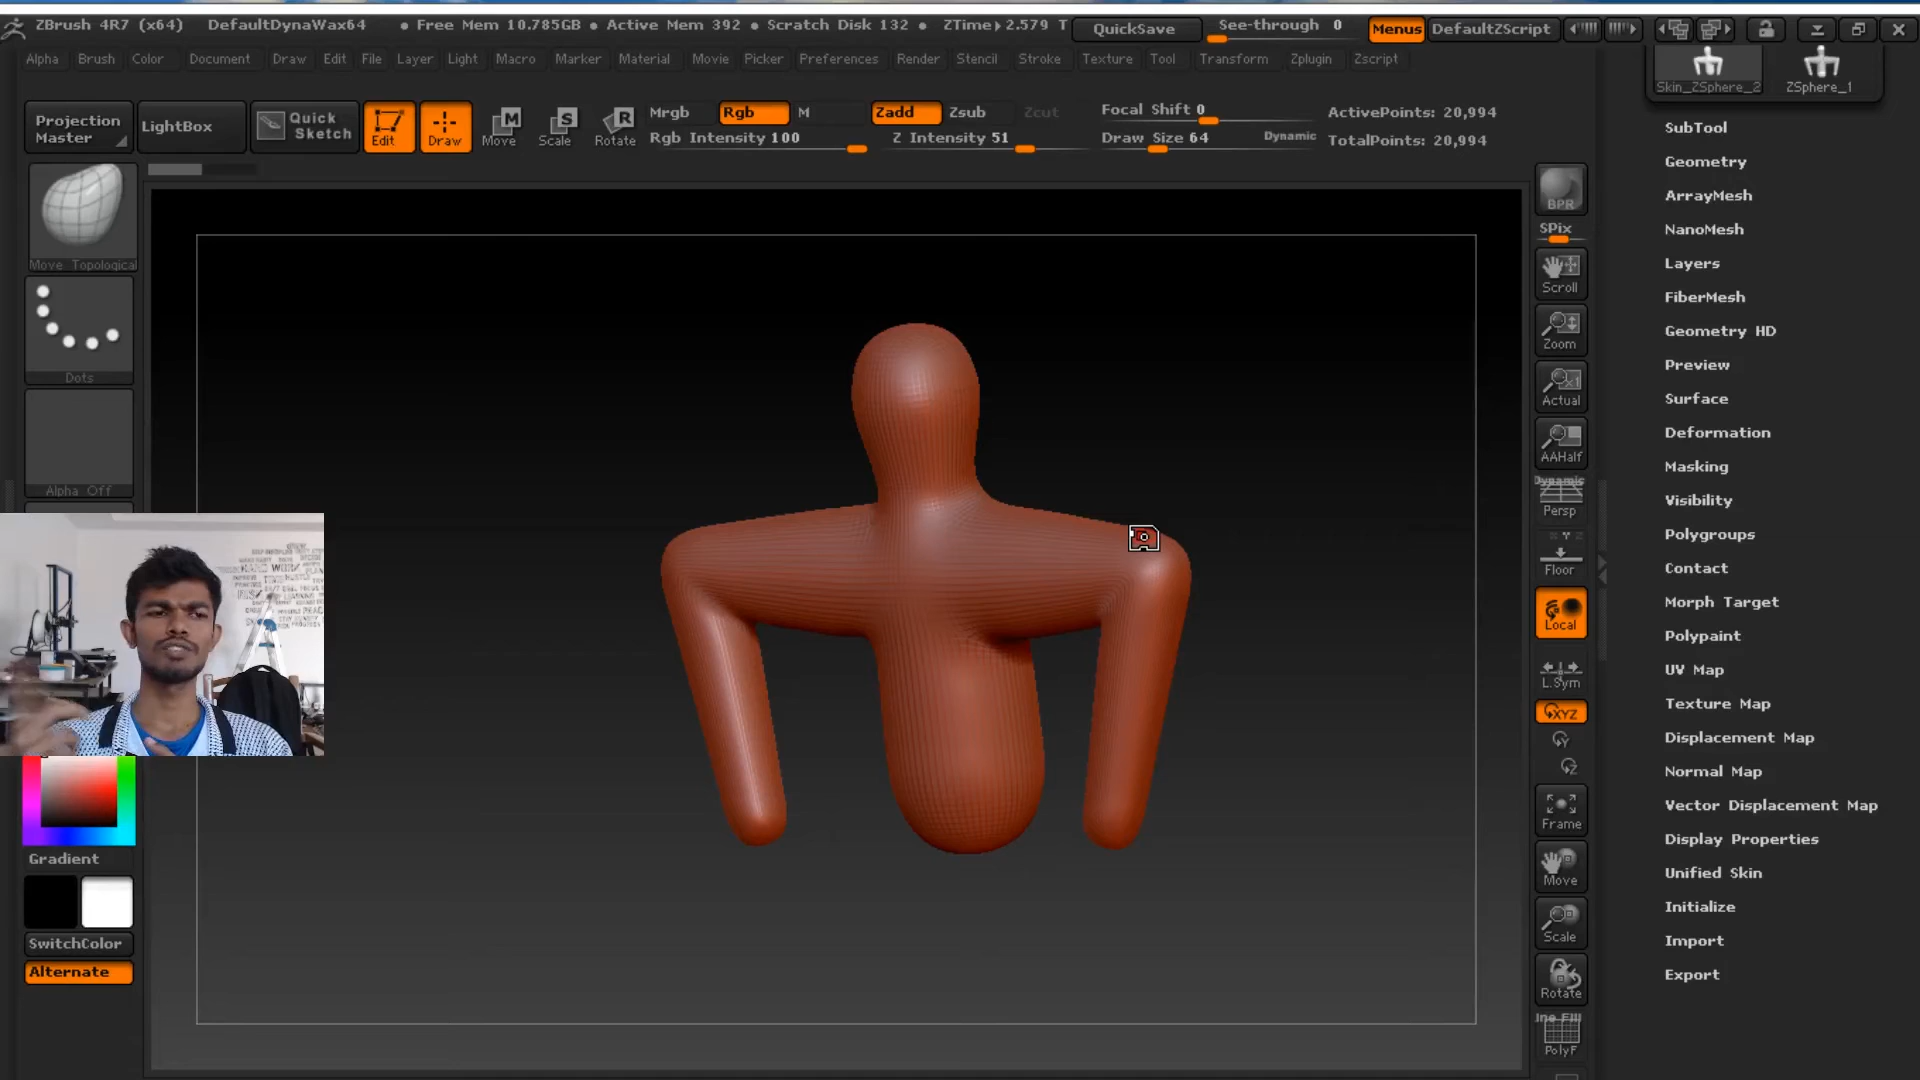 ZBrush 4R7 (x64) DefaultDynaWax64 • Free Mem 10.785GB • Active Mem 392 • Scratch Disk 132 • ZTime▸2.579 T QuickSave See-through 0 Menus DefaultZScript
Alpha Brush Color Document Draw Edit File Layer Light Macro Marker Material Movie Picker Preferences Render Stencil Stroke Texture Tool Transform Zplugin Zscript
Skin_ZSphere_2 ZSphere_1
Projection Master
LightBox
Quick Sketch
Edit Draw Move Scale Rotate
Mrgb Rgb M Zadd Zsub Zcut Focal Shift 0 ActivePoints: 20,994
Rgb Intensity 100 Z Intensity 51 Draw Size 64 Dynamic TotalPoints: 20,994
Move Topological
Dots
Alpha Off
Gradient
SwitchColor
Alternate
BPR
SPix
Scroll
Zoom
Actual
AAHalf
Dynamic
Persp
Floor
Local
L.Sym
XYZ
Y
Z
Frame
Move
Scale
Rotate
PolyF
SubTool
Geometry
ArrayMesh
NanoMesh
Layers
FiberMesh
Geometry HD
Preview
Surface
Deformation
Masking
Visibility
Polygroups
Contact
Morph Target
Polypaint
UV Map
Texture Map
Displacement Map
Normal Map
Vector Displacement Map
Display Properties
Unified Skin
Initialize
Import
Export